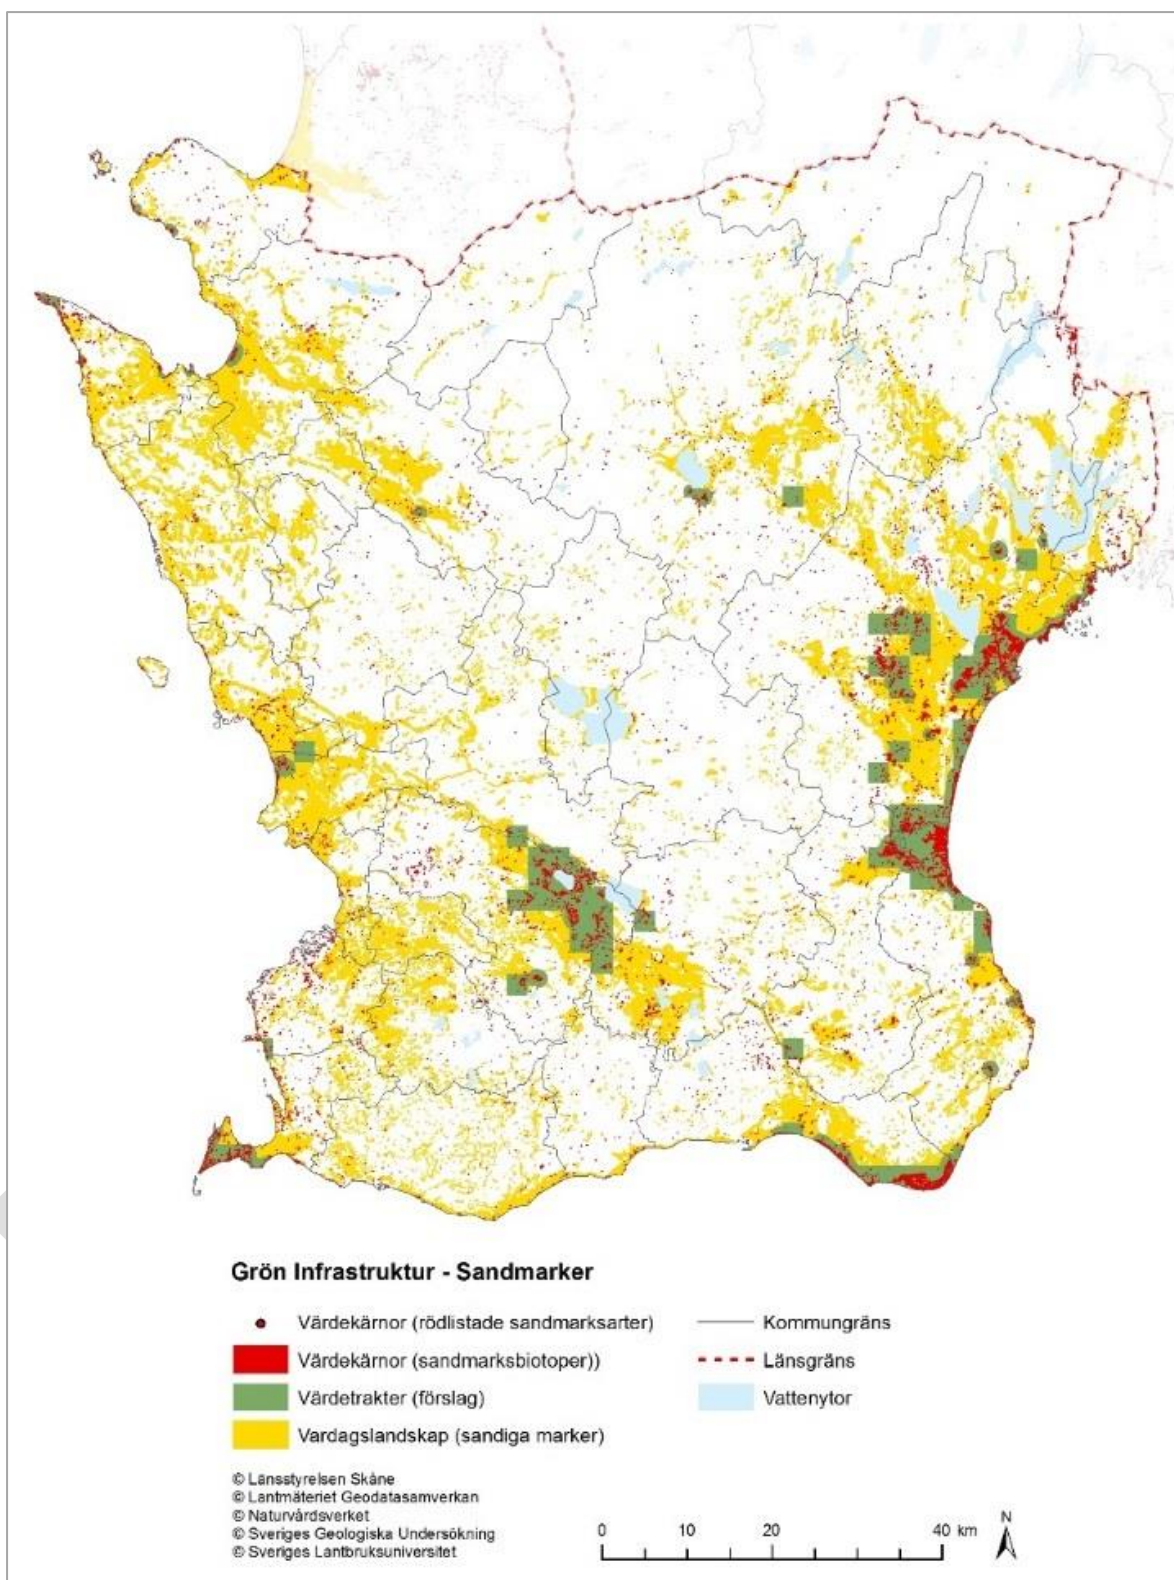 Grön Infrastruktur - Sandmarker
Värdekärnor (rödlistade sandmarksarter)
Värdekärnor (sandmarksbiotoper))
Värdetrakter (förslag)
Vardagslandskap (sandiga marker)
Kommungräns
Länsgräns
Vattenytor
© Länsstyrelsen Skåne
© Lantmäteriet Geodatasamverkan
© Naturvårdsverket
© Sveriges Geologiska Undersökning
© Sveriges Lantbruksuniversitet
0 10 20 40 km
N